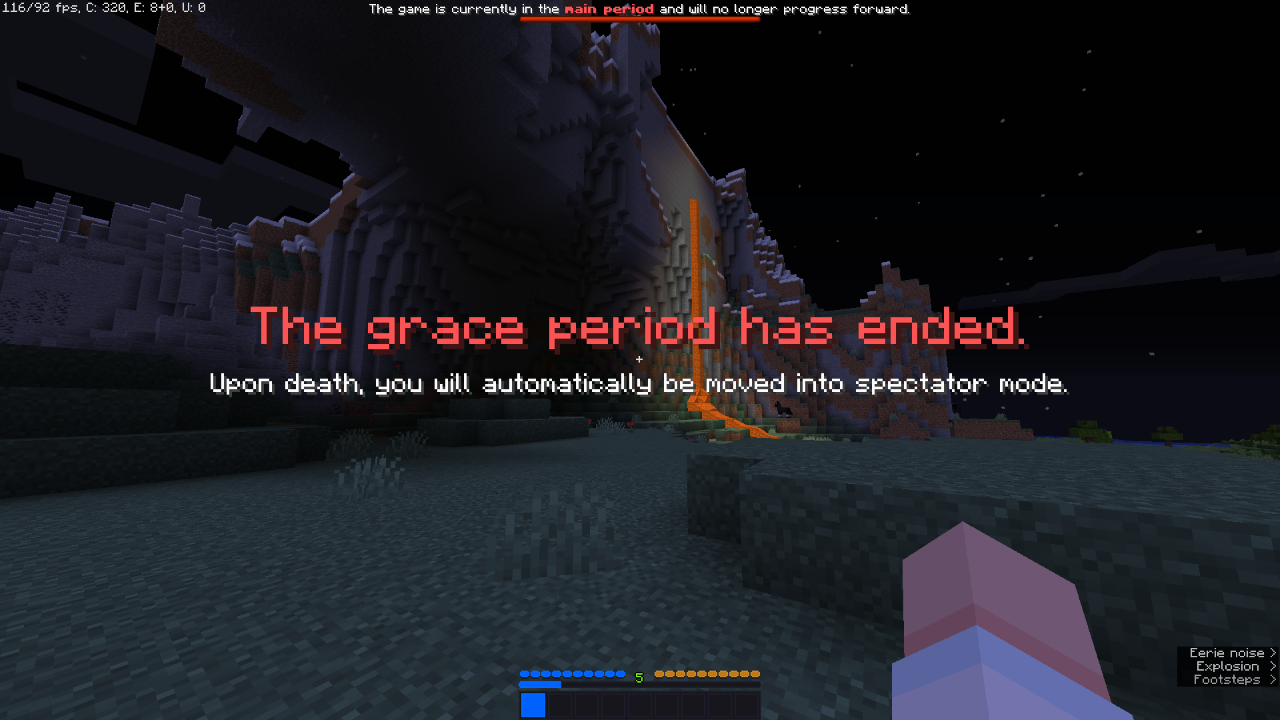 116/92 fps, C: 320, E: 8+0, U: 0
The game is currently in the main period and will no longer progress forward.
The grace period has ended.
Upon death, you will automatically be moved into spectator mode.
5
Eerie noise >
Explosion >
Footsteps >